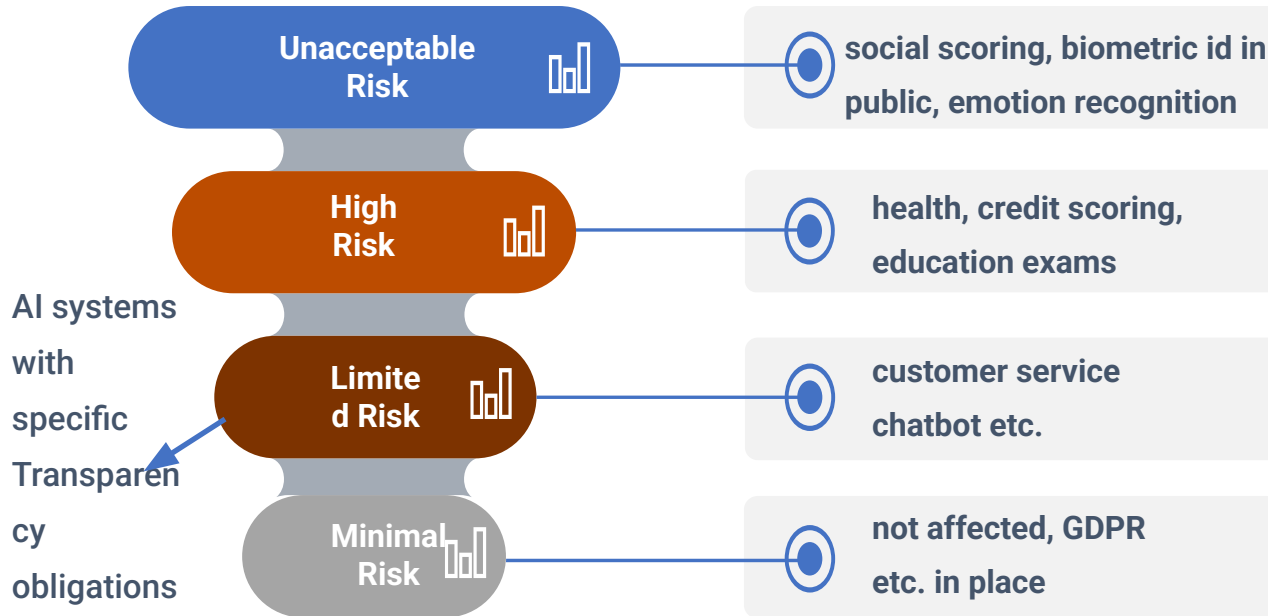 Unacceptable
Risk
social scoring, biometric id in
public, emotion recognition
High
Risk
health, credit scoring,
education exams
AI systems
with
specific
Transparen
cy
obligations
Limite
d Risk
customer service
chatbot etc.
Minimal
Risk
not affected, GDPR
etc. in place